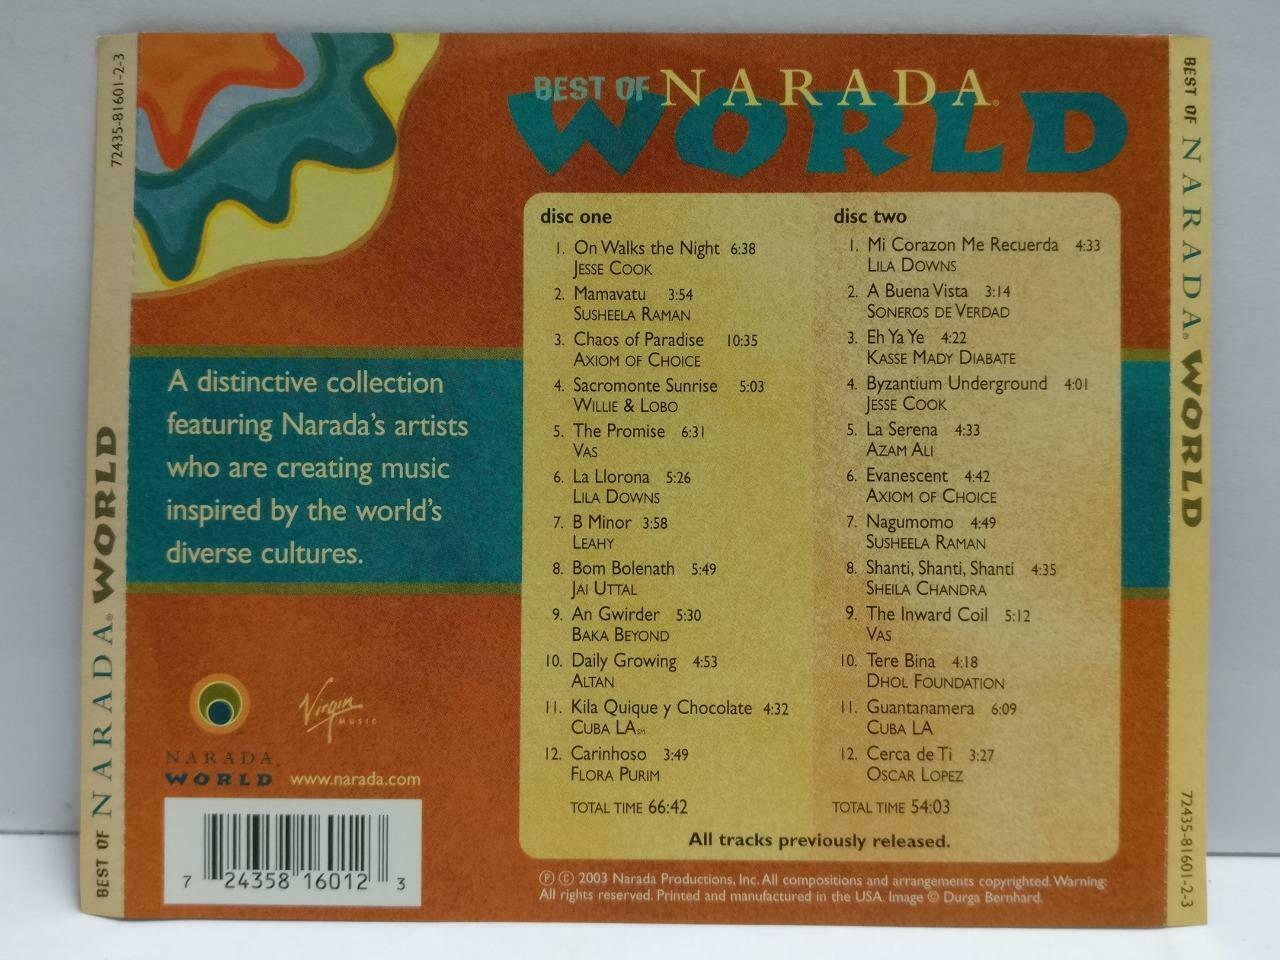 72435-81601-2-3
BEST OF NARADA® WORLD
BEST OF NARADA®
WORLD
A distinctive collection
featuring Narada's artists
who are creating music
inspired by the world's
diverse cultures.
disc one
1. On Walks the Night 6:38
JESSE COOK
2. Mamavatu 3:54
SUSHEELA RAMAN
3. Chaos of Paradise 10:35
AXIOM OF CHOICE
4. Sacromonte Sunrise 5:03
WILLIE & LOBO
5. The Promise 6:31
VAS
6. La Llorona 5:26
LILA DOWNS
7. B Minor 3:58
LEAHY
8. Bom Bolenath 5:49
JAI UTTAL
9. An Gwirder 5:30
BAKA BEYOND
10. Daily Growing 4:53
ALTAN
11. Kila Quique y Chocolate 4:32
CUBA LA℠
12. Carinhoso 3:49
FLORA PURIM
TOTAL TIME 66:42
disc two
1. Mi Corazon Me Recuerda 4:33
LILA DOWNS
2. A Buena Vista 3:14
SONEROS DE VERDAD
3. Eh Ya Ye 4:22
KASSE MADY DIABATE
4. Byzantium Underground 4:01
JESSE COOK
5. La Serena 4:33
AZAM ALI
6. Evanescent 4:42
AXIOM OF CHOICE
7. Nagumomo 4:49
SUSHEELA RAMAN
8. Shanti, Shanti, Shanti 4:35
SHEILA CHANDRA
9. The Inward Coil 5:12
VAS
10. Tere Bina 4:18
DHOL FOUNDATION
11. Guantanamera 6:09
CUBA LA
12. Cerca de Ti 3:27
OSCAR LOPEZ
TOTAL TIME 54:03
All tracks previously released.
℗ © 2003 Narada Productions, Inc. All compositions and arrangements copyrighted. Warning:
All rights reserved. Printed and manufactured in the USA. Image © Durga Bernhard.
NARADA
WORLD
Virgin
MUSIC
www.narada.com
7 24358 16012 3
BEST OF NARADA® WORLD
72435-81601-2-3